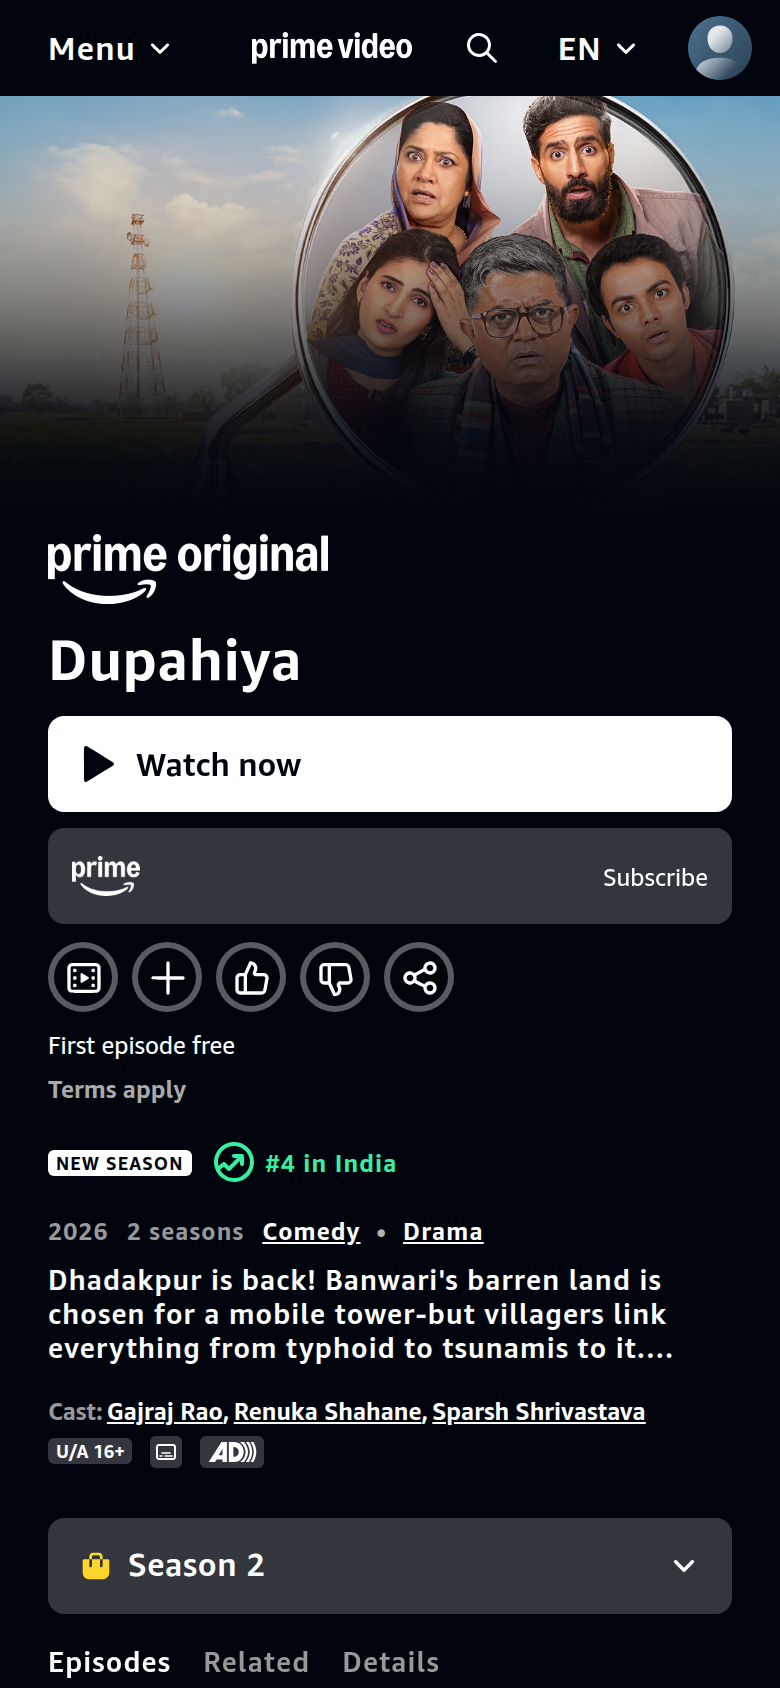 Menu
prime video
EN
prime original
Dupahiya
Watch now
prime
Subscribe
First episode free
Terms apply
NEW SEASON
#4 in India
2026 2 seasons Comedy • Drama
Dhadakpur is back! Banwari's barren land is
chosen for a mobile tower-but villagers link
everything from typhoid to tsunamis to it....
Cast: Gajraj Rao, Renuka Shahane, Sparsh Shrivastava
U/A 16+
AD
Season 2
Episodes Related Details